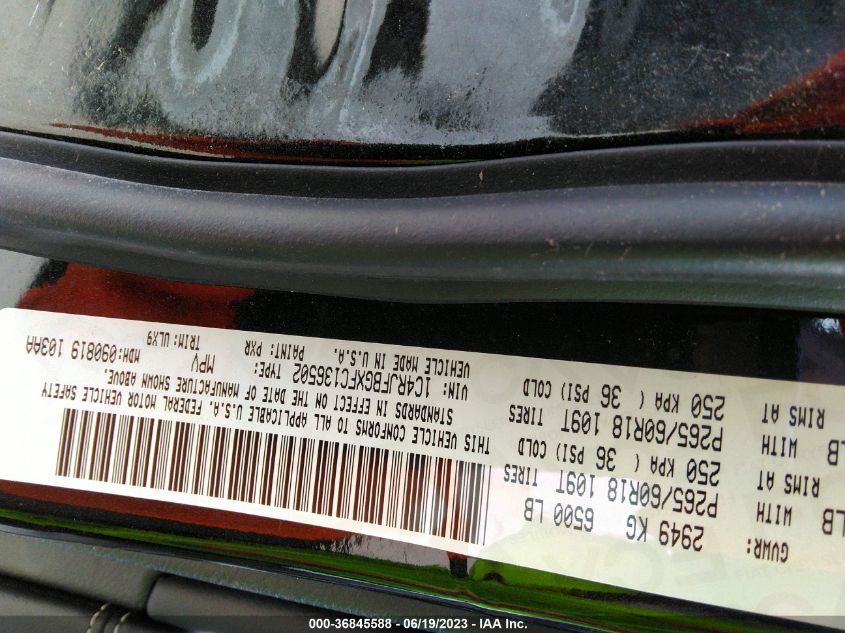 GVWR:
2949 KG 6500 LB
WITH P265/60R18 109T TIRES
RIMS AT 250 KPA ( 36 PSI) COLD
WITH P265/60R18 109T TIRES
RIMS AT 250 KPA ( 36 PSI) COLD
LB
LB
THIS VEHICLE CONFORMS TO ALL APPLICABLE U.S.A. FEDERAL MOTOR VEHICLE SAFETY
STANDARDS IN EFFECT ON THE DATE OF MANUFACTURE SHOWN ABOVE.
VIN: 1C4RJFBG6XFC136502 TYPE: MPV MDH:090819 103AA
VEHICLE MADE IN U.S.A. PAINT: PXR TRIM: ULX9
000-36845588 - 06/19/2023 - IAA Inc.